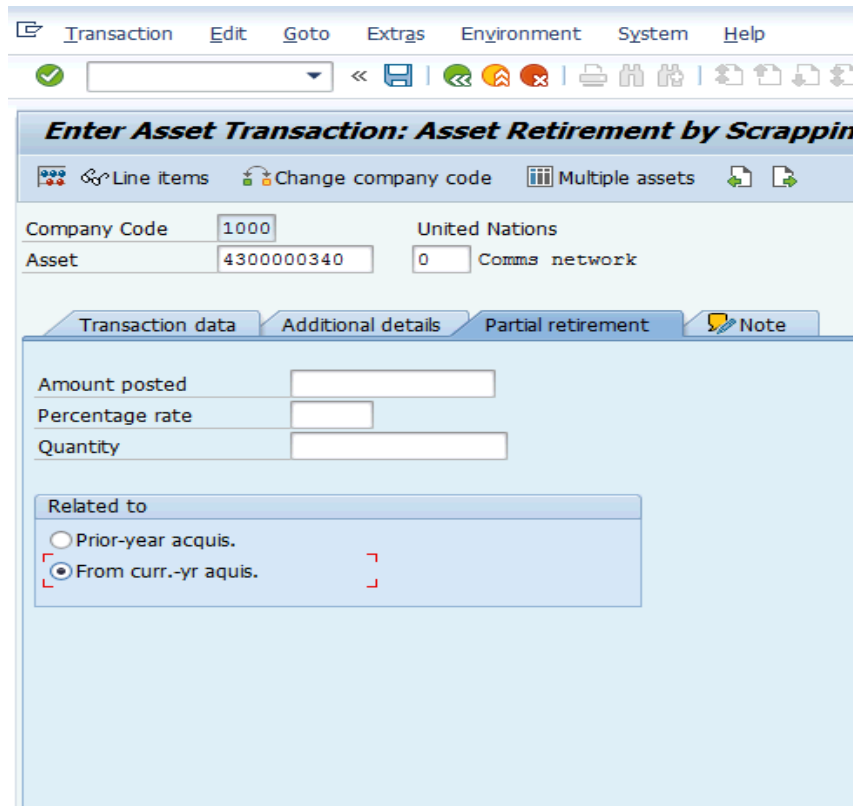 Transaction Edit Goto Extras Environment System Help
Enter Asset Transaction: Asset Retirement by Scrappin
Line items Change company code Multiple assets
Company Code 1000 United Nations
Asset 4300000340 0 Comms network
Transaction data Additional details Partial retirement Note
Amount posted
Percentage rate
Quantity
Related to
Prior-year acquis.
From curr.-yr aquis.